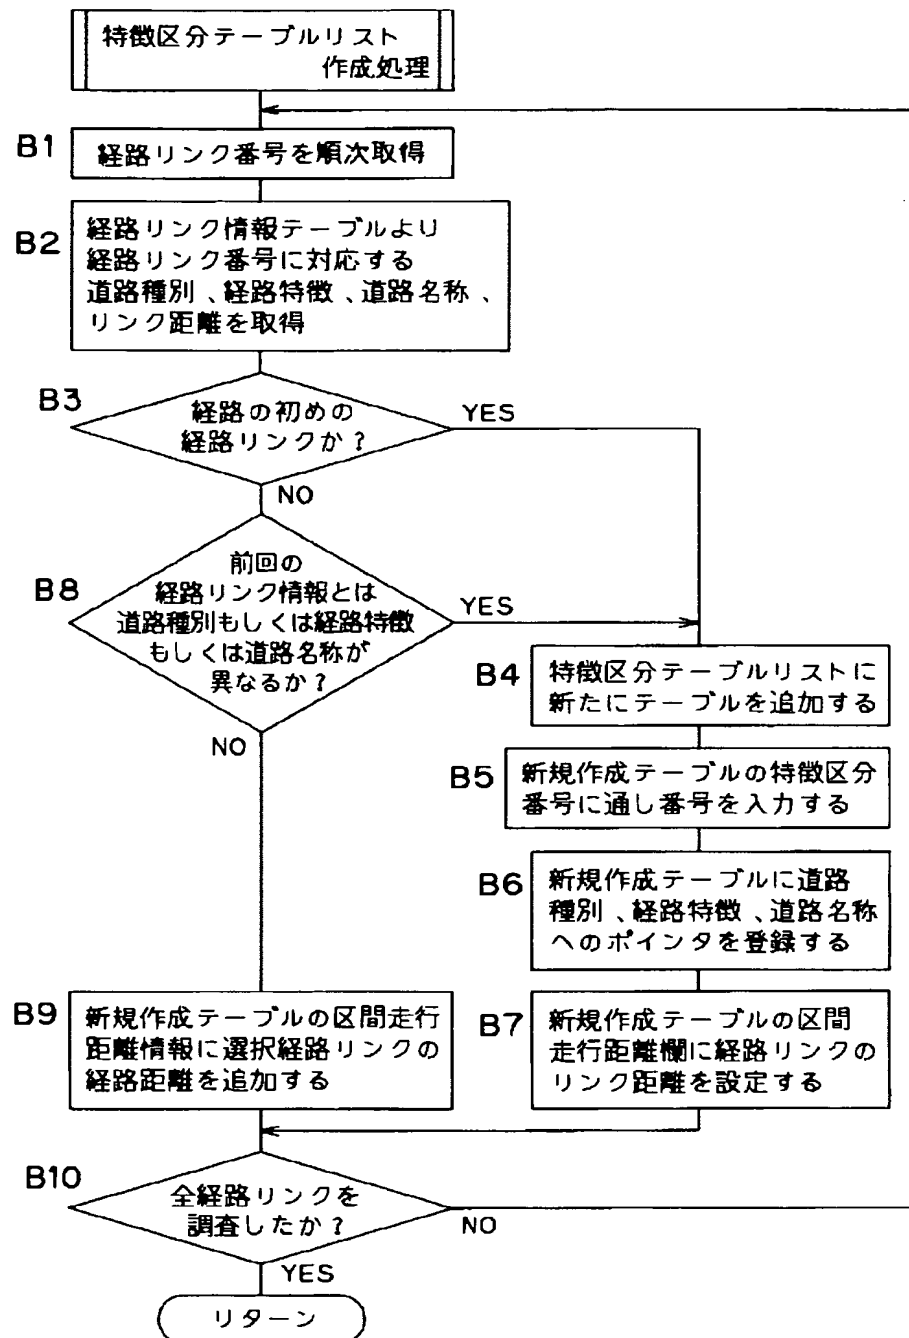 特徴区分テーブルリスト
作成処理
B1
経路リンク番号を順次取得
B2
経路リンク情報テーブルより
経路リンク番号に対応する
道路種別、経路特徴、道路名称、
リンク距離を取得
B3
経路の初めの
経路リンクか？
YES
NO
B8
前回の
経路リンク情報とは
道路種別もしくは経路特徴
もしくは道路名称が
異なるか？
YES
NO
B4
特徴区分テーブルリストに
新たにテーブルを追加する
B5
新規作成テーブルの特徴区分
番号に通し番号を入力する
B6
新規作成テーブルに道路
種別、経路特徴、道路名称
へのポインタを登録する
B9
新規作成テーブルの区間走行
距離情報に選択経路リンクの
経路距離を追加する
B7
新規作成テーブルの区間
走行距離欄に経路リンクの
リンク距離を設定する
B10
全経路リンクを
調査したか？
NO
YES
リターン